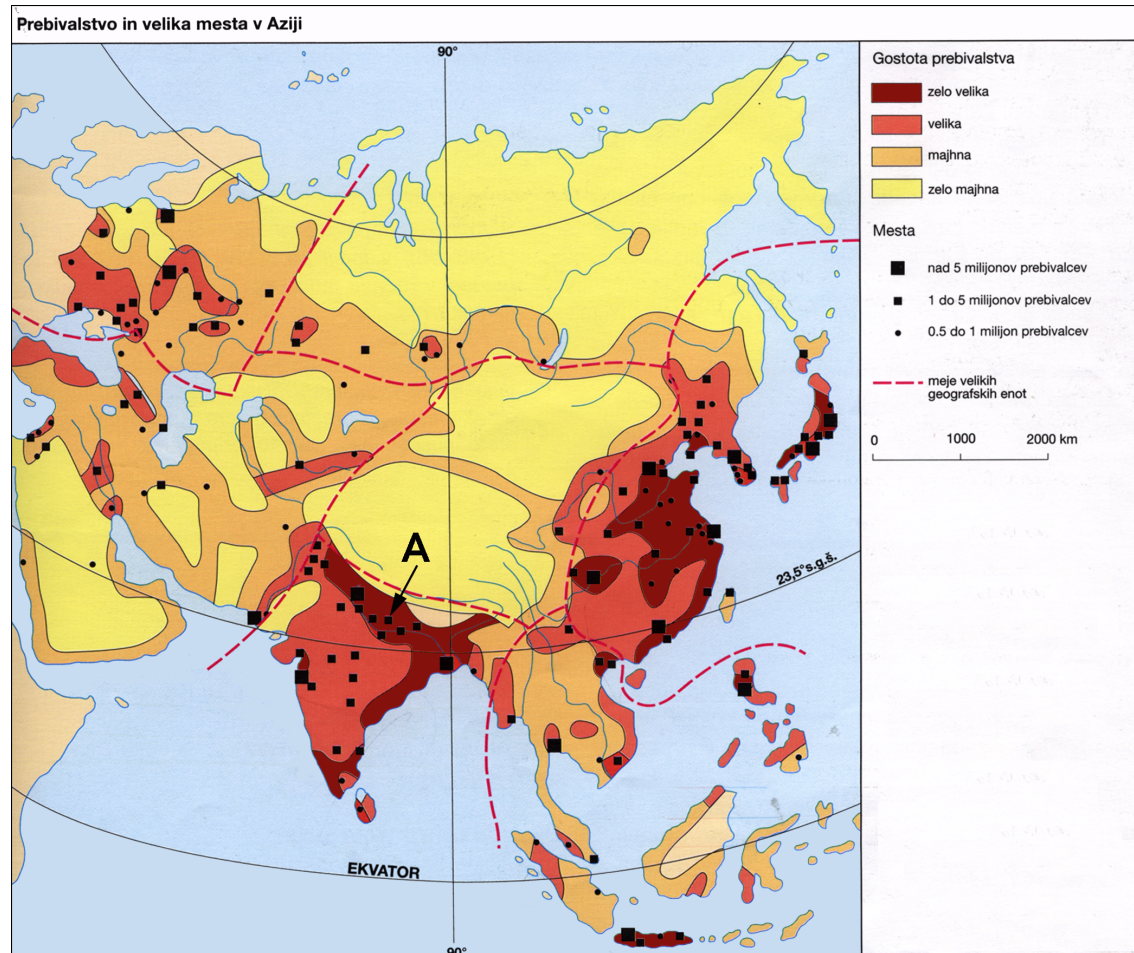 Prebivalstvo in velika mesta v Aziji
90°
A
23,5°s.g.š.
EKVATOR
90°
Gostota prebivalstva
zelo velika
velika
majhna
zelo majhna
Mesta
nad 5 milijonov prebivalcev
1 do 5 milijonov prebivalcev
0.5 do 1 milijon prebivalcev
meje velikih
geografskih enot
0 1000 2000 km